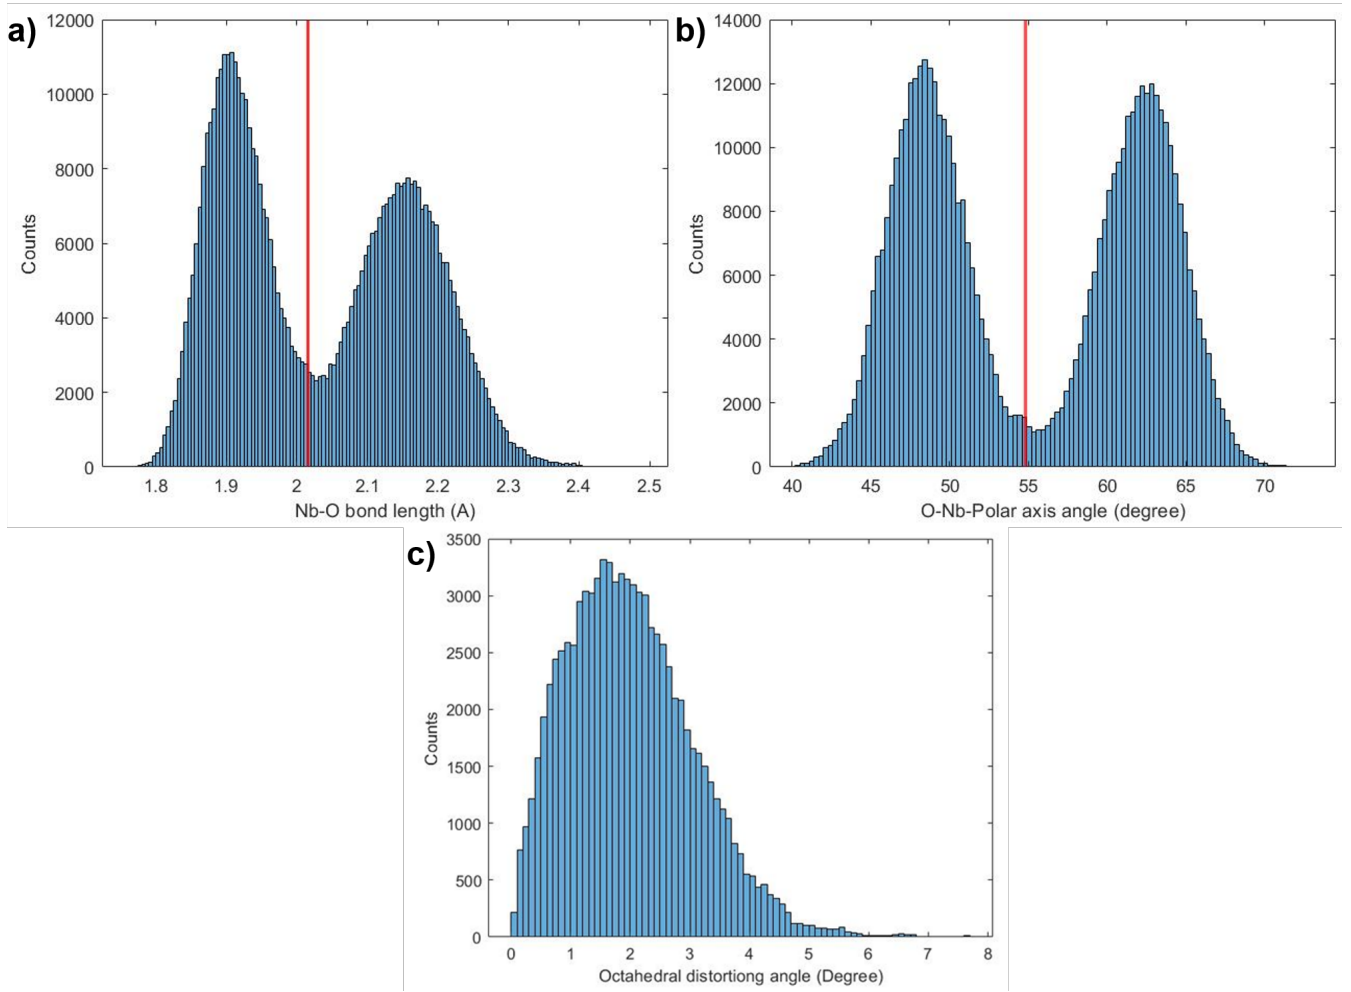 a)
12000
10000
8000
6000
4000
2000
0
Counts
1.8 1.9 2 2.1 2.2 2.3 2.4 2.5
Nb-O bond length (A)
b)
14000
12000
10000
8000
6000
4000
2000
0
Counts
40 45 50 55 60 65 70
O-Nb-Polar axis angle (degree)
c)
3500
3000
2500
2000
1500
1000
500
0
Counts
0 1 2 3 4 5 6 7 8
Octahedral distortiong angle (Degree)